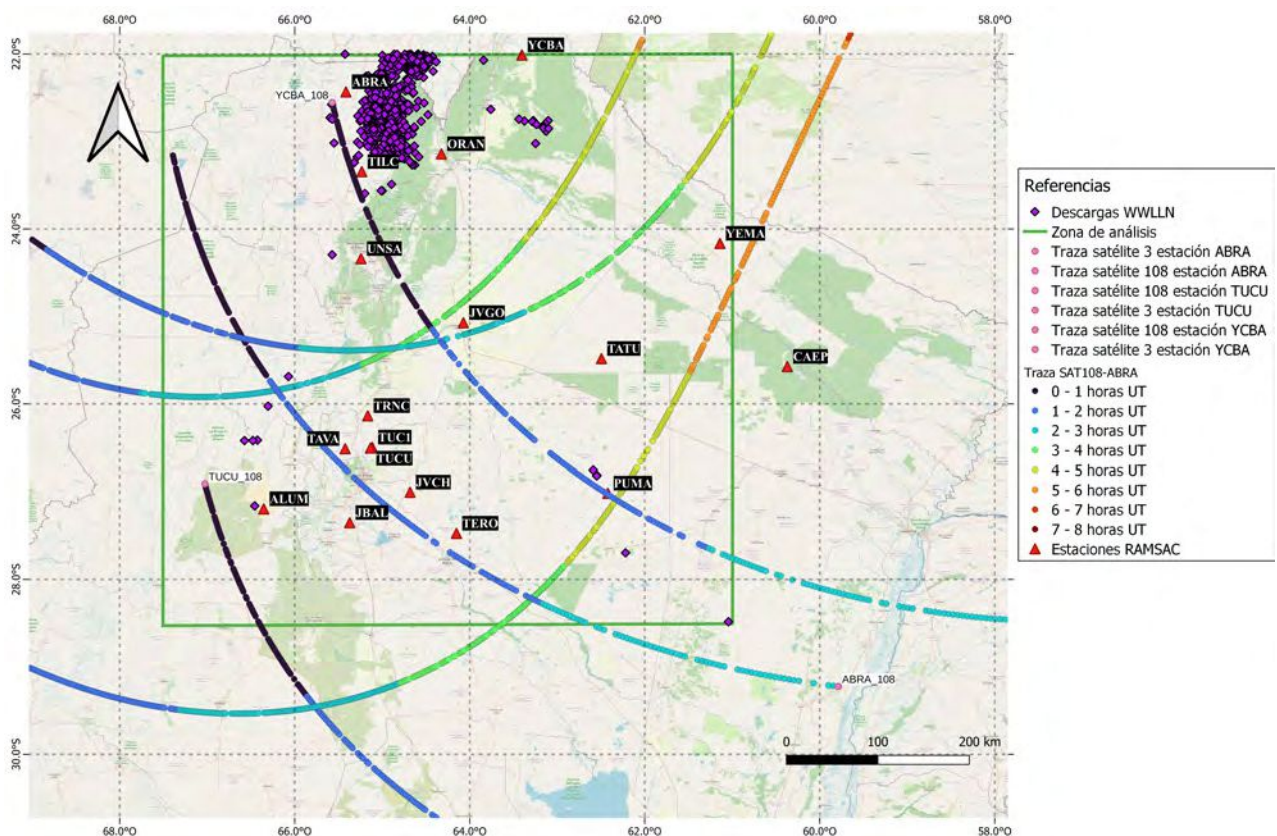 68.0°O 66.0°O 64.0°O 62.0°O 60.0°O 58.0°O
22.0°S
24.0°S
26.0°S
28.0°S
30.0°S
YCBA
YCBA_108
ABRA
ORAN
TILC
UNSA
YEMA
JVGO
TATU
CAEP
TRNC
TAVA
TUC1
TUCU
TUCU_108
ALUM
JVCH
PUMA
JBAL
TERO
ABRA_108
0 100 200 km
68.0°O 66.0°O 64.0°O 62.0°O 60.0°O 58.0°O
Referencias
Descargas WWLLN
Zona de análisis
Traza satélite 3 estación ABRA
Traza satélite 108 estación ABRA
Traza satélite 108 estación TUCU
Traza satélite 3 estación TUCU
Traza satélite 108 estación YCBA
Traza satélite 3 estación YCBA
Traza SAT108-ABRA
0 - 1 horas UT
1 - 2 horas UT
2 - 3 horas UT
3 - 4 horas UT
4 - 5 horas UT
5 - 6 horas UT
6 - 7 horas UT
7 - 8 horas UT
Estaciones RAMSAC